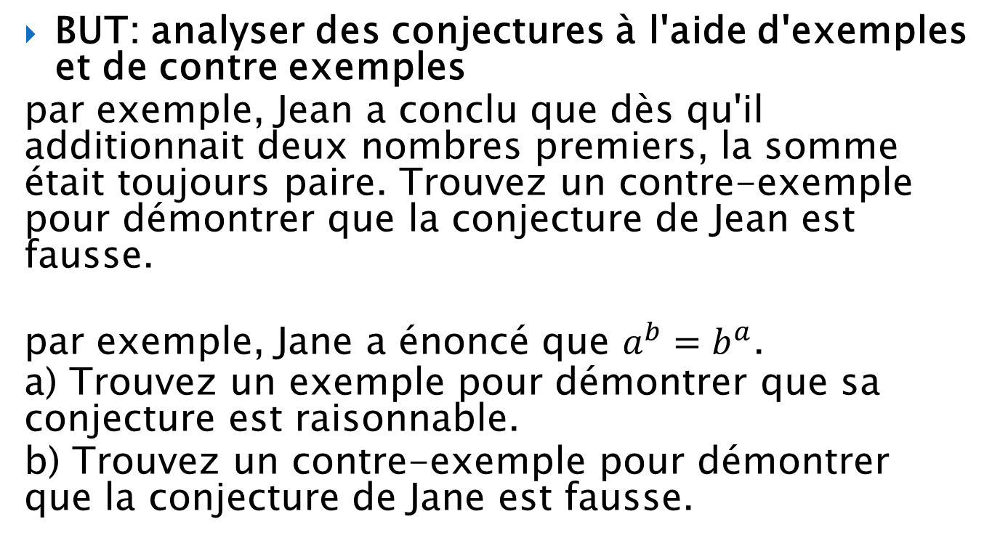 BUT: analyser des conjectures à l'aide d'exemples
et de contre exemples
par exemple, Jean a conclu que dès qu'il
additionnait deux nombres premiers, la somme
était toujours paire. Trouvez un contre-exemple
pour démontrer que la conjecture de Jean est
fausse.
par exemple, Jane a énoncé que $a^b = b^a$.
a) Trouvez un exemple pour démontrer que sa
conjecture est raisonnable.
b) Trouvez un contre-exemple pour démontrer
que la conjecture de Jane est fausse.